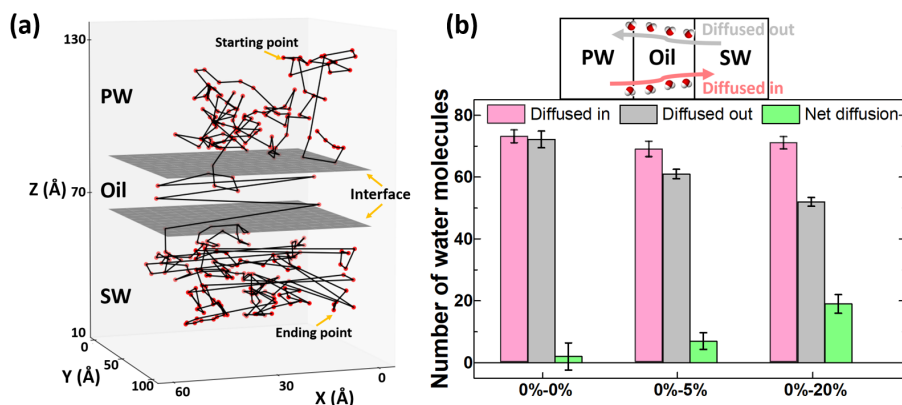 (a)
130
PW
Starting point
Z (Å)
70
Oil
Interface
SW
Ending point
10
0
50
100
Y (Å)
60
30
0
X (Å)
(b)
PW
Oil
SW
Diffused out
Diffused in
Diffused in
Diffused out
Net diffusion
Number of water molecules
80
60
40
20
0
0%-0%
0%-5%
0%-20%